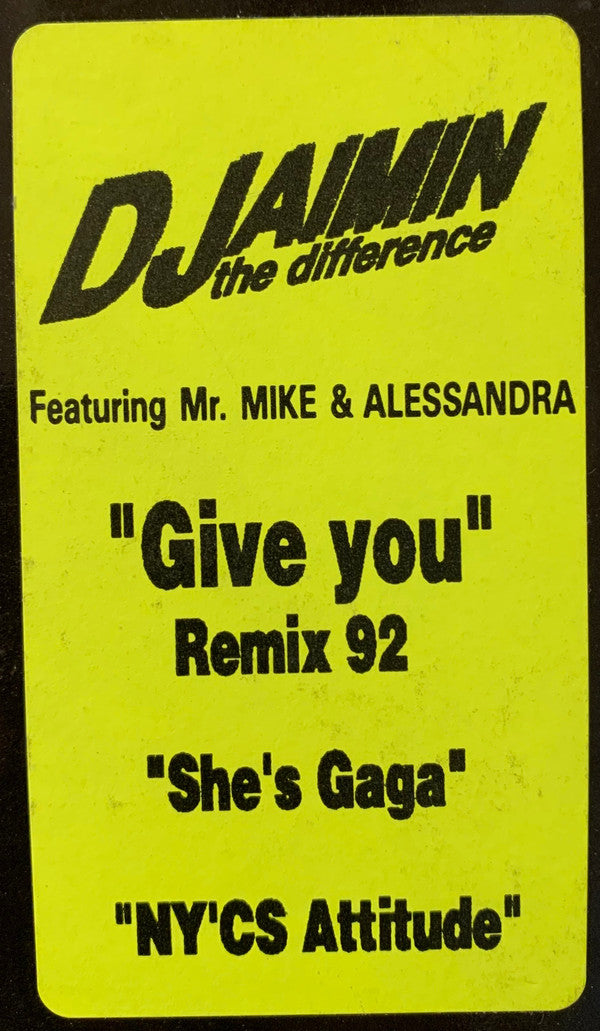 DJAIMIN
the difference
Featuring Mr. MIKE & ALESSANDRA
"Give you"
Remix 92
"She's Gaga"
"NY'CS Attitude"